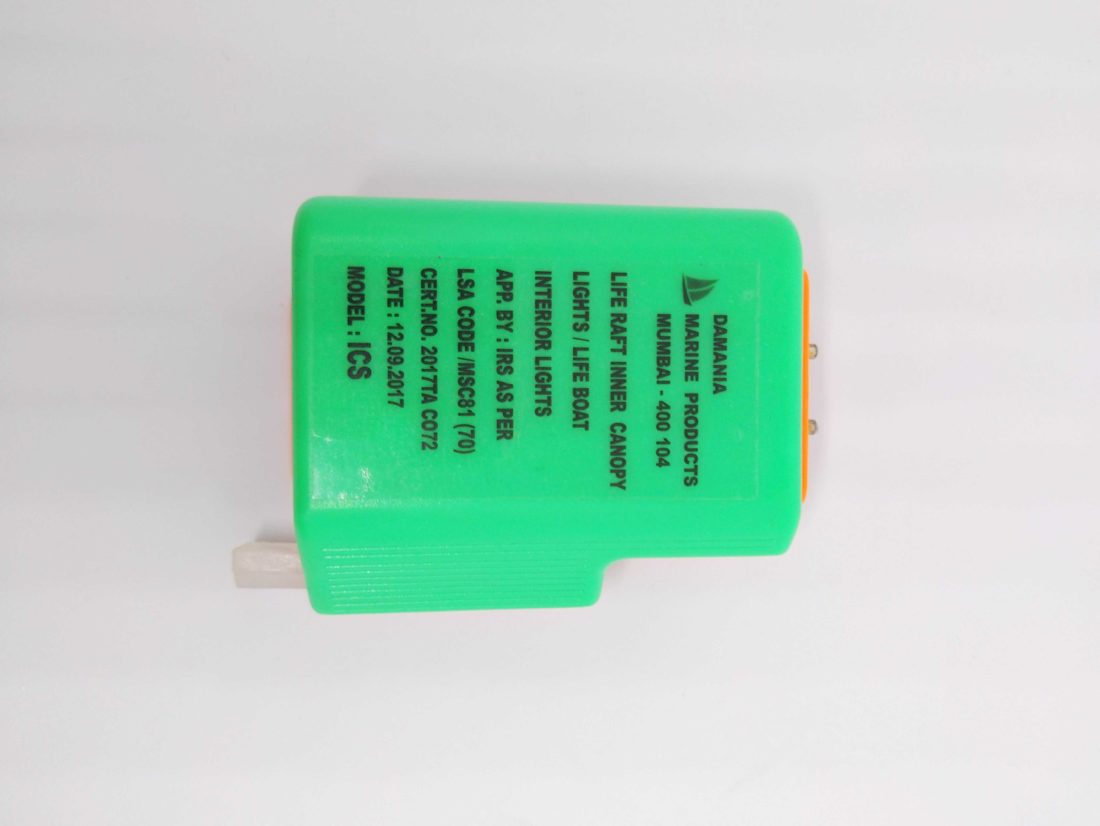 DAMANIA
MARINE PRODUCTS
MUMBAI - 400 104
LIFE RAFT INNER CANOPY
LIGHTS / LIFE BOAT
INTERIOR LIGHTS
APP. BY : IRS AS PER
LSA CODE /MSC81 (70)
CERT.NO. 2017TA CO72
DATE : 12.09.2017
MODEL : ICS